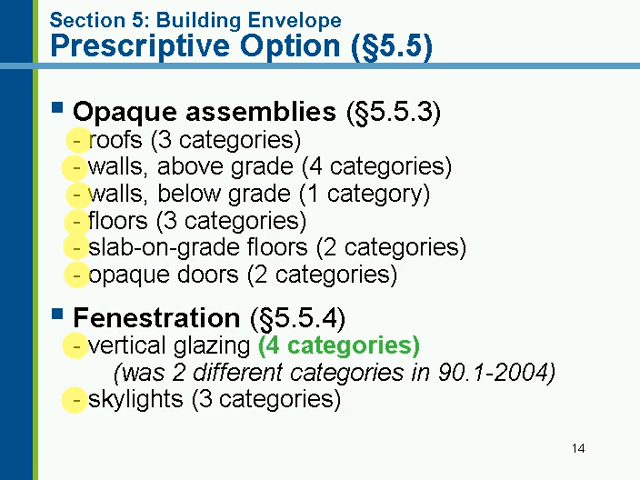 Section 5: Building Envelope
Prescriptive Option (§5.5)
Opaque assemblies (§5.5.3)
- roofs (3 categories)
- walls, above grade (4 categories)
- walls, below grade (1 category)
- floors (3 categories)
- slab-on-grade floors (2 categories)
- opaque doors (2 categories)
Fenestration (§5.5.4)
- vertical glazing (4 categories)
(was 2 different categories in 90.1-2004)
- skylights (3 categories)
14